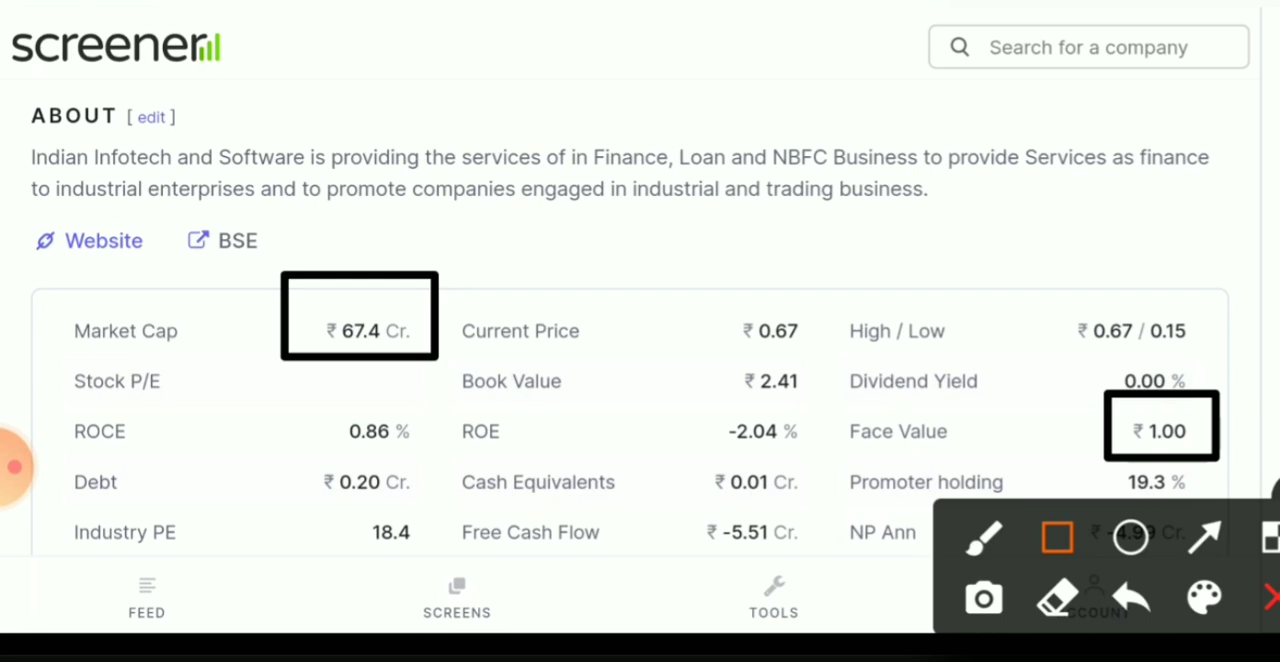 screener
Search for a company
ABOUT [ edit ]
Indian Infotech and Software is providing the services of in Finance, Loan and NBFC Business to provide Services as finance
to industrial enterprises and to promote companies engaged in industrial and trading business.
Website BSE
Market Cap ₹ 67.4 Cr. Current Price ₹ 0.67 High / Low ₹ 0.67 / 0.15
Stock P/E Book Value ₹ 2.41 Dividend Yield 0.00 %
ROCE 0.86 % ROE -2.04 % Face Value ₹ 1.00
Debt ₹ 0.20 Cr. Cash Equivalents ₹ 0.01 Cr. Promoter holding 19.3 %
Industry PE 18.4 Free Cash Flow ₹ -5.51 Cr. NP Ann ₹ -4.99 Cr.
FEED SCREENS TOOLS